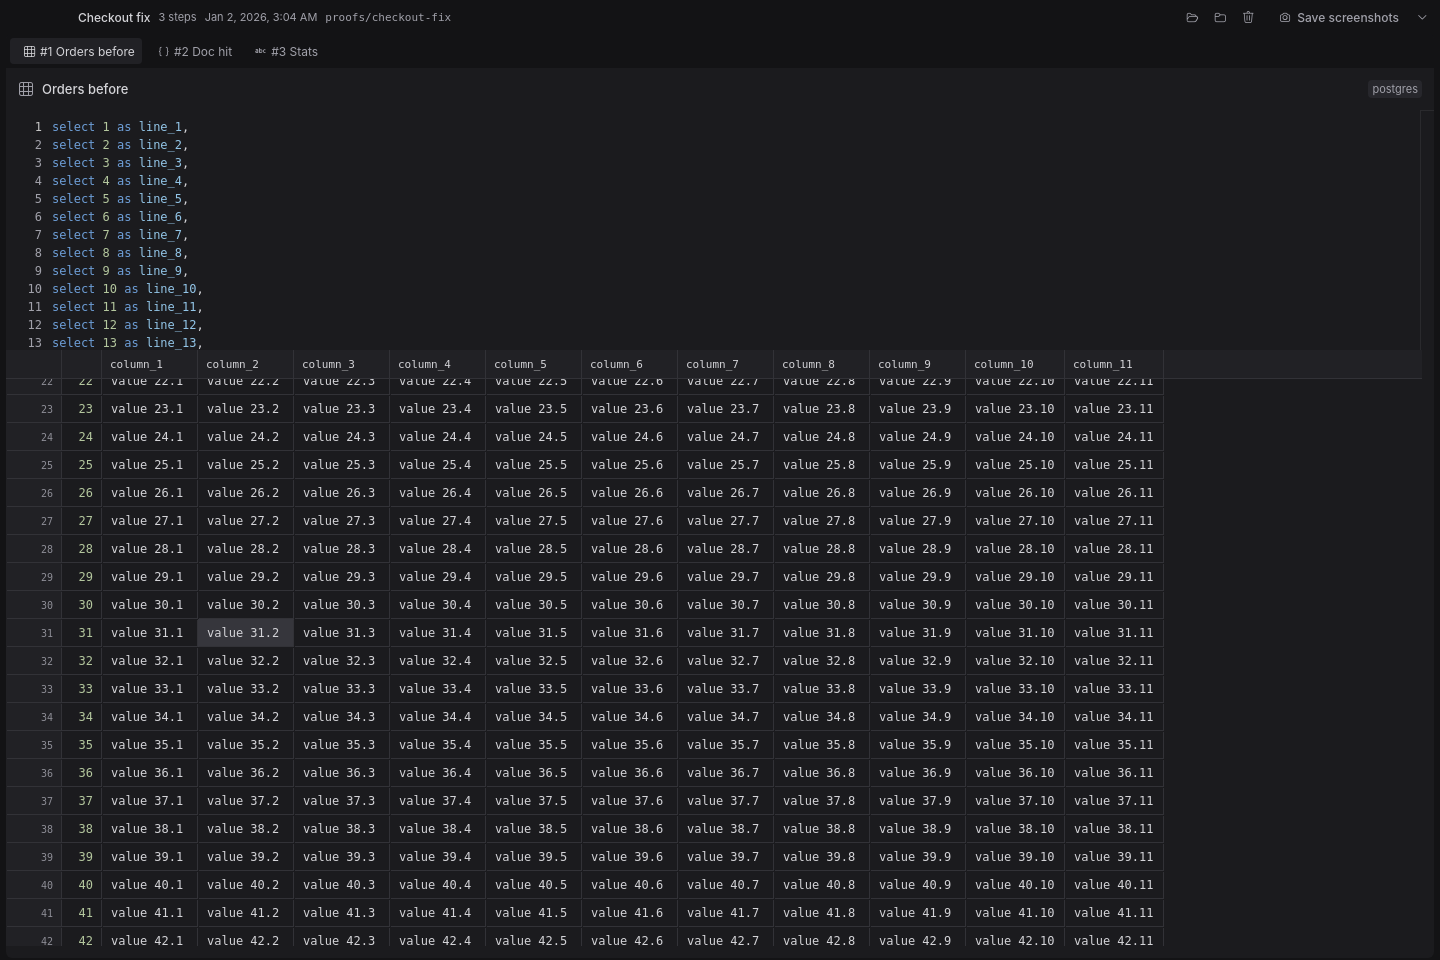 Checkout fix 3 steps Jan 2, 2026, 3:04 AM proofs/checkout-fix Save screenshots
#1 Orders before { } #2 Doc hit abc #3 Stats
Orders before postgres
1 select 1 as line_1,
2 select 2 as line_2,
3 select 3 as line_3,
4 select 4 as line_4,
5 select 5 as line_5,
6 select 6 as line_6,
7 select 7 as line_7,
8 select 8 as line_8,
9 select 9 as line_9,
10 select 10 as line_10,
11 select 11 as line_11,
12 select 12 as line_12,
13 select 13 as line_13,
column_1 column_2 column_3 column_4 column_5 column_6 column_7 column_8 column_9 column_10 column_11
22 22 value 22.1 value 22.2 value 22.3 value 22.4 value 22.5 value 22.6 value 22.7 value 22.8 value 22.9 value 22.10 value 22.11
23 23 value 23.1 value 23.2 value 23.3 value 23.4 value 23.5 value 23.6 value 23.7 value 23.8 value 23.9 value 23.10 value 23.11
24 24 value 24.1 value 24.2 value 24.3 value 24.4 value 24.5 value 24.6 value 24.7 value 24.8 value 24.9 value 24.10 value 24.11
25 25 value 25.1 value 25.2 value 25.3 value 25.4 value 25.5 value 25.6 value 25.7 value 25.8 value 25.9 value 25.10 value 25.11
26 26 value 26.1 value 26.2 value 26.3 value 26.4 value 26.5 value 26.6 value 26.7 value 26.8 value 26.9 value 26.10 value 26.11
27 27 value 27.1 value 27.2 value 27.3 value 27.4 value 27.5 value 27.6 value 27.7 value 27.8 value 27.9 value 27.10 value 27.11
28 28 value 28.1 value 28.2 value 28.3 value 28.4 value 28.5 value 28.6 value 28.7 value 28.8 value 28.9 value 28.10 value 28.11
29 29 value 29.1 value 29.2 value 29.3 value 29.4 value 29.5 value 29.6 value 29.7 value 29.8 value 29.9 value 29.10 value 29.11
30 30 value 30.1 value 30.2 value 30.3 value 30.4 value 30.5 value 30.6 value 30.7 value 30.8 value 30.9 value 30.10 value 30.11
31 31 value 31.1 value 31.2 value 31.3 value 31.4 value 31.5 value 31.6 value 31.7 value 31.8 value 31.9 value 31.10 value 31.11
32 32 value 32.1 value 32.2 value 32.3 value 32.4 value 32.5 value 32.6 value 32.7 value 32.8 value 32.9 value 32.10 value 32.11
33 33 value 33.1 value 33.2 value 33.3 value 33.4 value 33.5 value 33.6 value 33.7 value 33.8 value 33.9 value 33.10 value 33.11
34 34 value 34.1 value 34.2 value 34.3 value 34.4 value 34.5 value 34.6 value 34.7 value 34.8 value 34.9 value 34.10 value 34.11
35 35 value 35.1 value 35.2 value 35.3 value 35.4 value 35.5 value 35.6 value 35.7 value 35.8 value 35.9 value 35.10 value 35.11
36 36 value 36.1 value 36.2 value 36.3 value 36.4 value 36.5 value 36.6 value 36.7 value 36.8 value 36.9 value 36.10 value 36.11
37 37 value 37.1 value 37.2 value 37.3 value 37.4 value 37.5 value 37.6 value 37.7 value 37.8 value 37.9 value 37.10 value 37.11
38 38 value 38.1 value 38.2 value 38.3 value 38.4 value 38.5 value 38.6 value 38.7 value 38.8 value 38.9 value 38.10 value 38.11
39 39 value 39.1 value 39.2 value 39.3 value 39.4 value 39.5 value 39.6 value 39.7 value 39.8 value 39.9 value 39.10 value 39.11
40 40 value 40.1 value 40.2 value 40.3 value 40.4 value 40.5 value 40.6 value 40.7 value 40.8 value 40.9 value 40.10 value 40.11
41 41 value 41.1 value 41.2 value 41.3 value 41.4 value 41.5 value 41.6 value 41.7 value 41.8 value 41.9 value 41.10 value 41.11
42 42 value 42.1 value 42.2 value 42.3 value 42.4 value 42.5 value 42.6 value 42.7 value 42.8 value 42.9 value 42.10 value 42.11